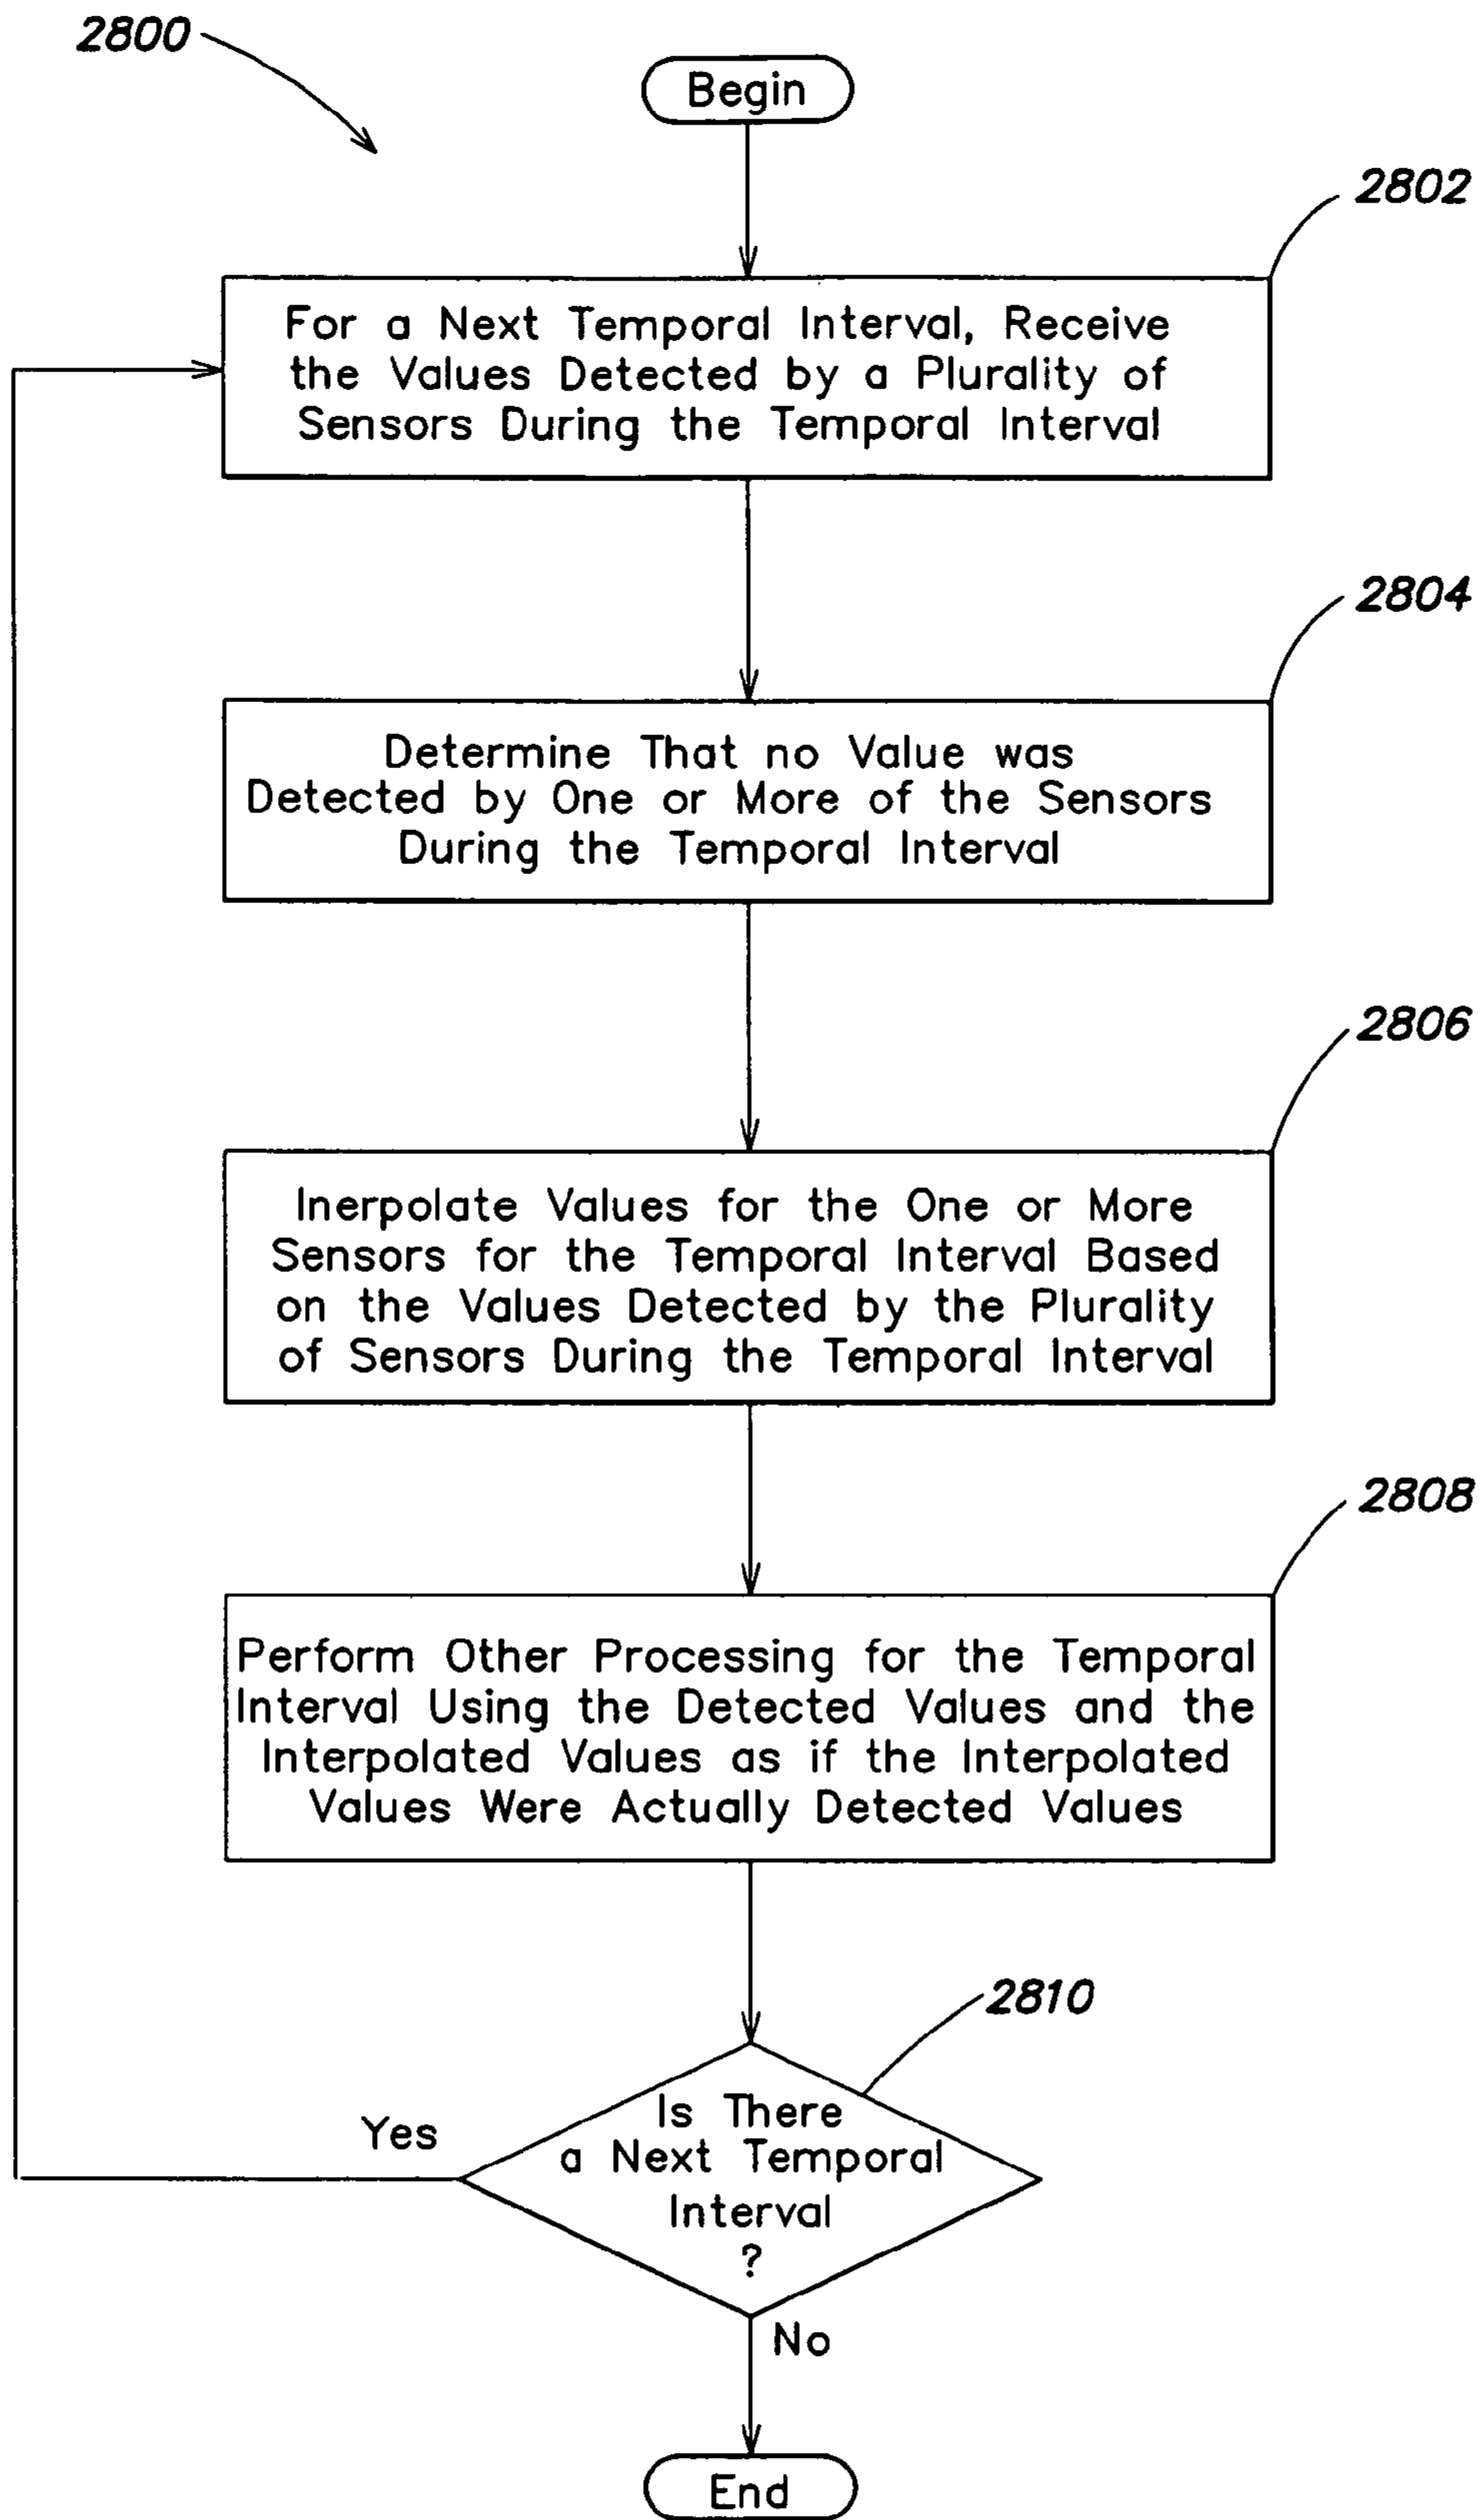 2800
Begin
2802
For a Next Temporal Interval, Receive
the Values Detected by a Plurality of
Sensors During the Temporal Interval
2804
Determine That no Value was
Detected by One or More of the Sensors
During the Temporal Interval
2806
Inerpolate Values for the One or More
Sensors for the Temporal Interval Based
on the Values Detected by the Plurality
of Sensors During the Temporal Interval
2808
Perform Other Processing for the Temporal
Interval Using the Detected Values and the
Interpolated Values as if the Interpolated
Values Were Actually Detected Values
2810
Is There
a Next Temporal
Interval
?
Yes
No
End